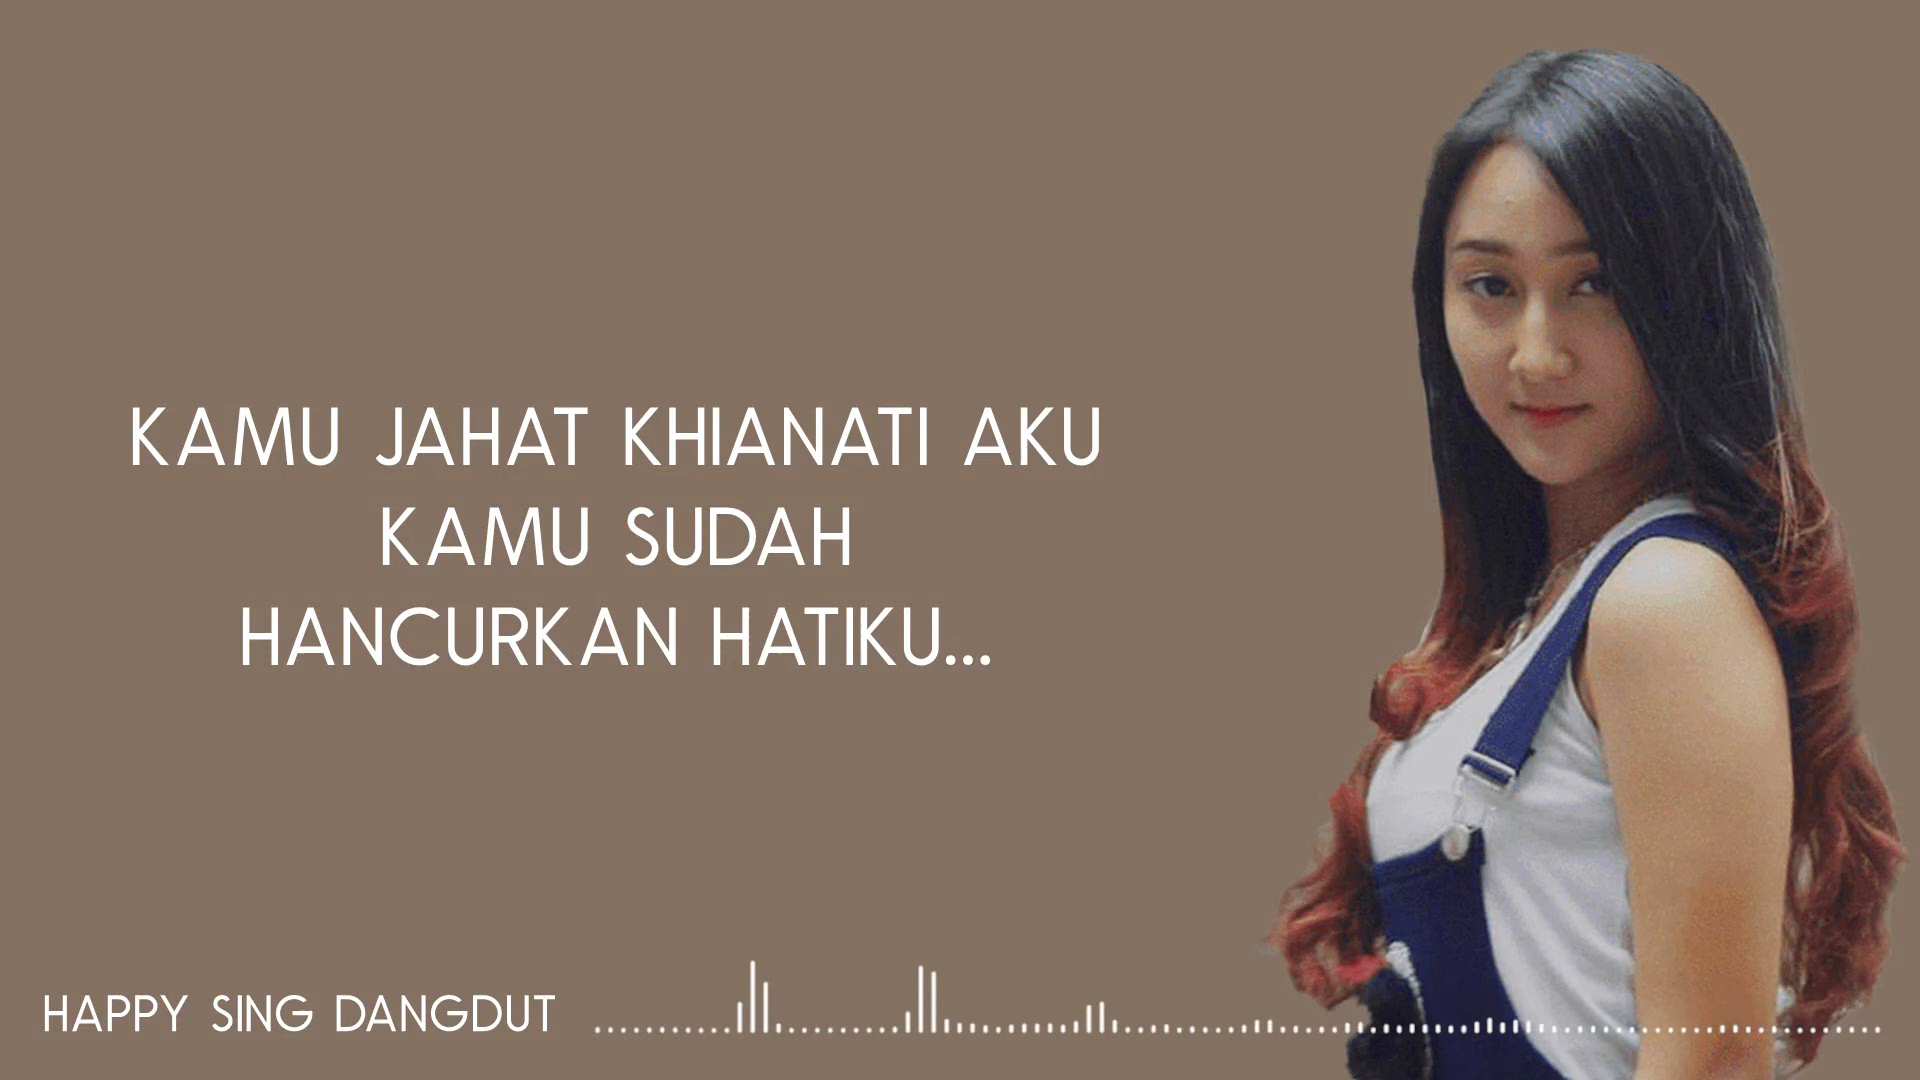 KAMU JAHAT KHIANATI AKU
KAMU SUDAH
HANCURKAN HATIKU...
HAPPY SING DANGDUT